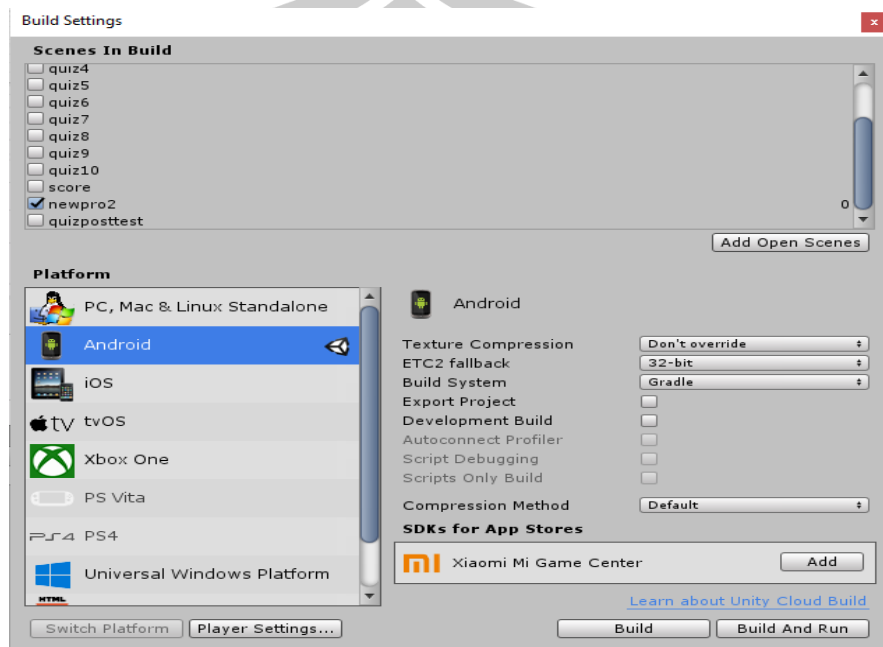 Build Settings
Scenes In Build
quiz4
quiz5
quiz6
quiz7
quiz8
quiz9
quiz10
score
newpro2 0
quizposttest
Add Open Scenes
Platform
PC, Mac & Linux Standalone
Android
iOS
tv tvOS
Xbox One
PS Vita
PS4 PS4
Universal Windows Platform
HTML
Switch Platform
Player Settings...
Android
Texture Compression Don't override
ETC2 fallback 32-bit
Build System Gradle
Export Project
Development Build
Autoconnect Profiler
Script Debugging
Scripts Only Build
Compression Method Default
SDKs for App Stores
mi Xiaomi Mi Game Center Add
Learn about Unity Cloud Build
Build
Build And Run